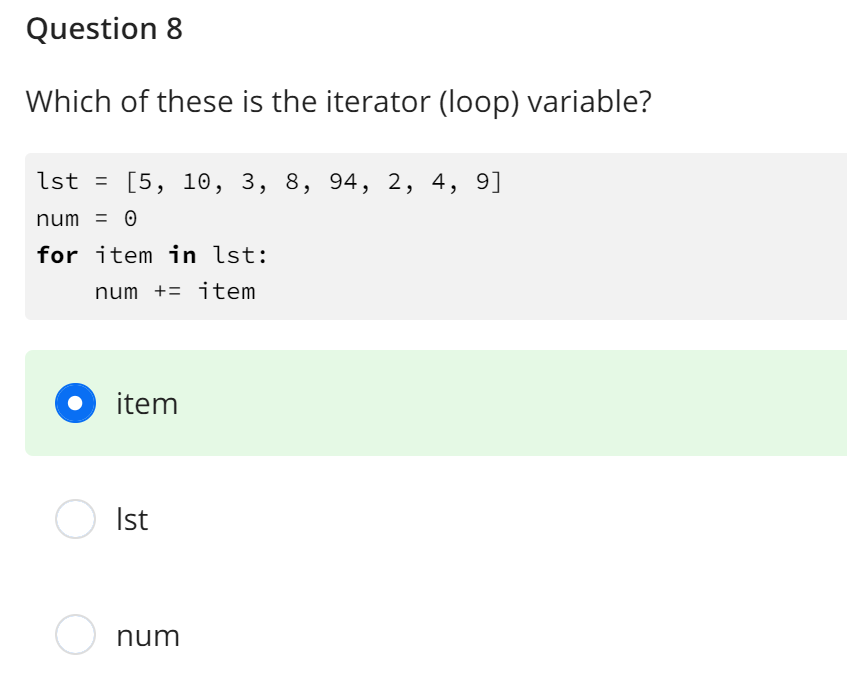 Question 8
Which of these is the iterator (loop) variable?
lst = [5, 10, 3, 8, 94, 2, 4, 9]
num = 0
for item in lst:
    num += item
item
lst
num